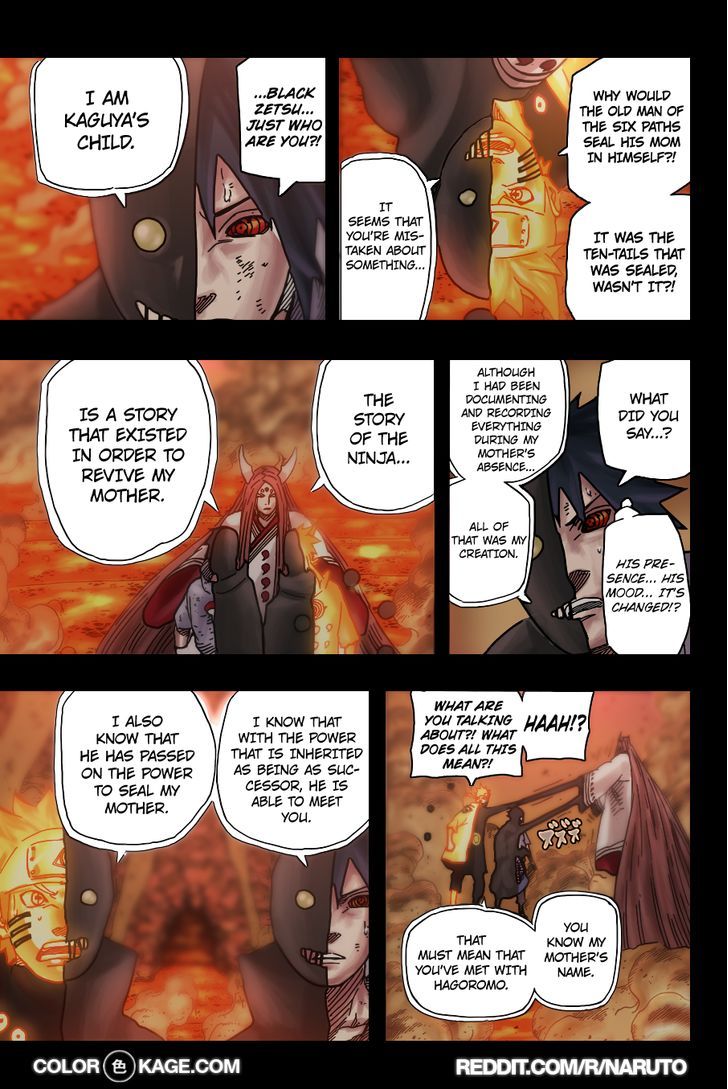 WHY WOULD
THE OLD MAN OF
THE SIX PATHS
SEAL HIS MOM
IN HIMSELF?!
IT WAS THE
TEN-TAILS THAT
WAS SEALED,
WASN'T IT?!
IT
SEEMS THAT
YOU'RE MIS-
TAKEN ABOUT
SOMETHING...
...BLACK
ZETSU...
JUST WHO
ARE YOU?!
I AM
KAGUYA'S
CHILD.
WHAT
DID YOU
SAY...?
ALTHOUGH
I HAD BEEN
DOCUMENTING
AND RECORDING
EVERYTHING
DURING MY
MOTHER'S
ABSENCE...
ALL OF
THAT WAS MY
CREATION.
HIS PRE-
SENCE... HIS
MOOD... IT'S
CHANGED!?
THE
STORY
OF THE
NINJA...
IS A STORY
THAT EXISTED
IN ORDER TO
REVIVE MY
MOTHER.
HAAH!?
WHAT ARE
YOU TALKING
ABOUT?! WHAT
DOES ALL THIS
MEAN?!
ズズズ
YOU
KNOW MY
MOTHER'S
NAME.
THAT
MUST MEAN THAT
YOU'VE MET WITH
HAGOROMO.
I KNOW THAT
WITH THE POWER
THAT IS INHERITED
AS BEING AS SUC-
CESSOR, HE IS
ABLE TO MEET
YOU.
I ALSO
KNOW THAT
HE HAS PASSED
ON THE POWER
TO SEAL MY
MOTHER.
COLOR 色 KAGE.COM
REDDIT.COM/R/NARUTO